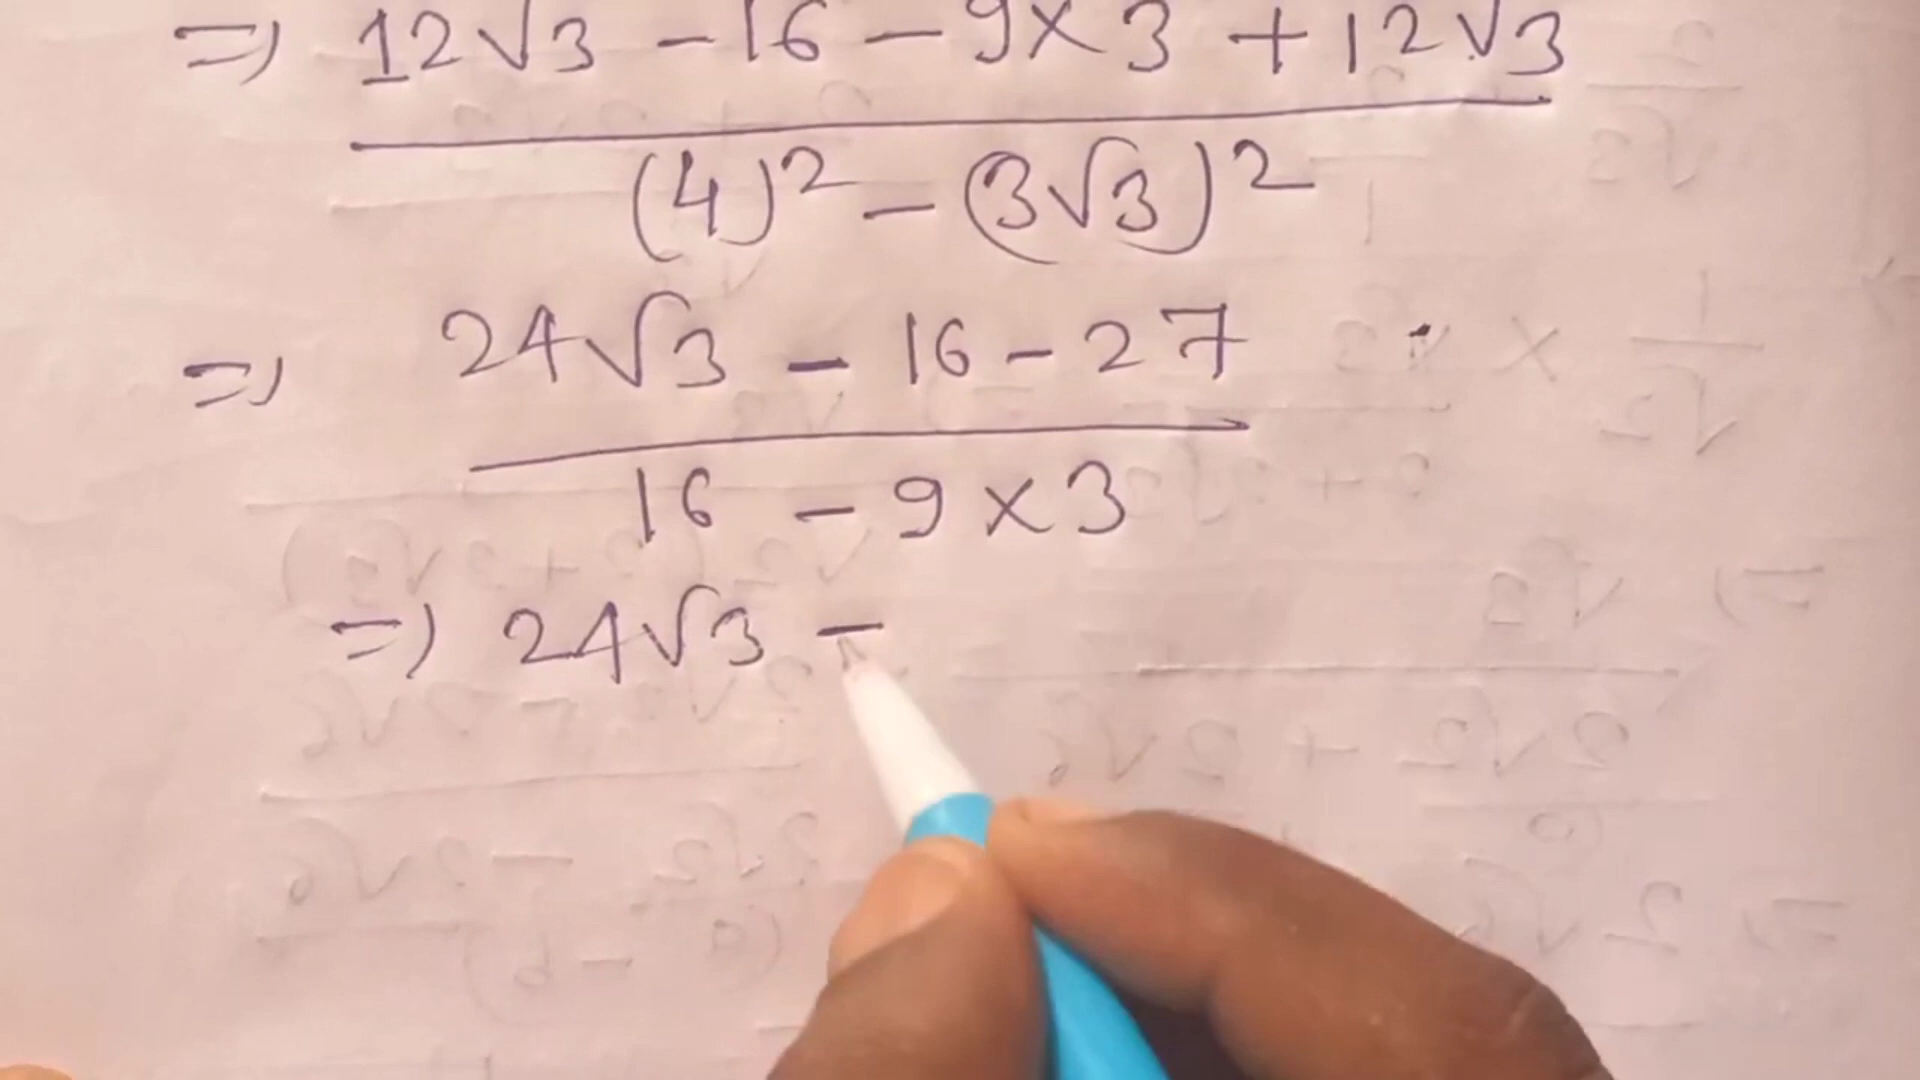 =) 12√3 - 16 - 9×3 + 12√3
(4)² - (3√3)²
=) 24√3 - 16 - 27
16 - 9×3
=) 24√3 -